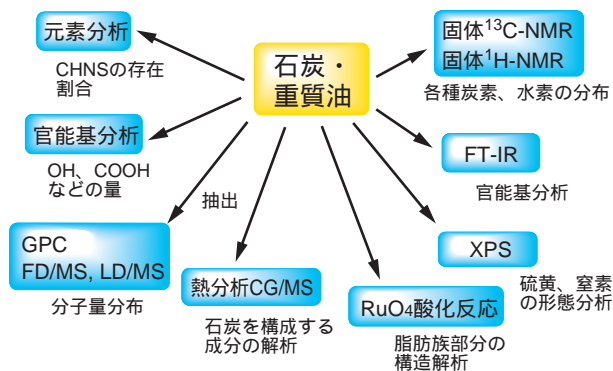 元素分析
CHNSの存在
割合
石炭・
重質油
固体¹³C-NMR
固体¹H-NMR
各種炭素、水素の分布
官能基分析
OH、COOH
などの量
FT-IR
官能基分析
抽出
GPC
FD/MS, LD/MS
分子量分布
熱分析CG/MS
石炭を構成する
成分の解析
RuO₄酸化反応
脂肪族部分の
構造解析
XPS
硫黄、窒素
の形態分析